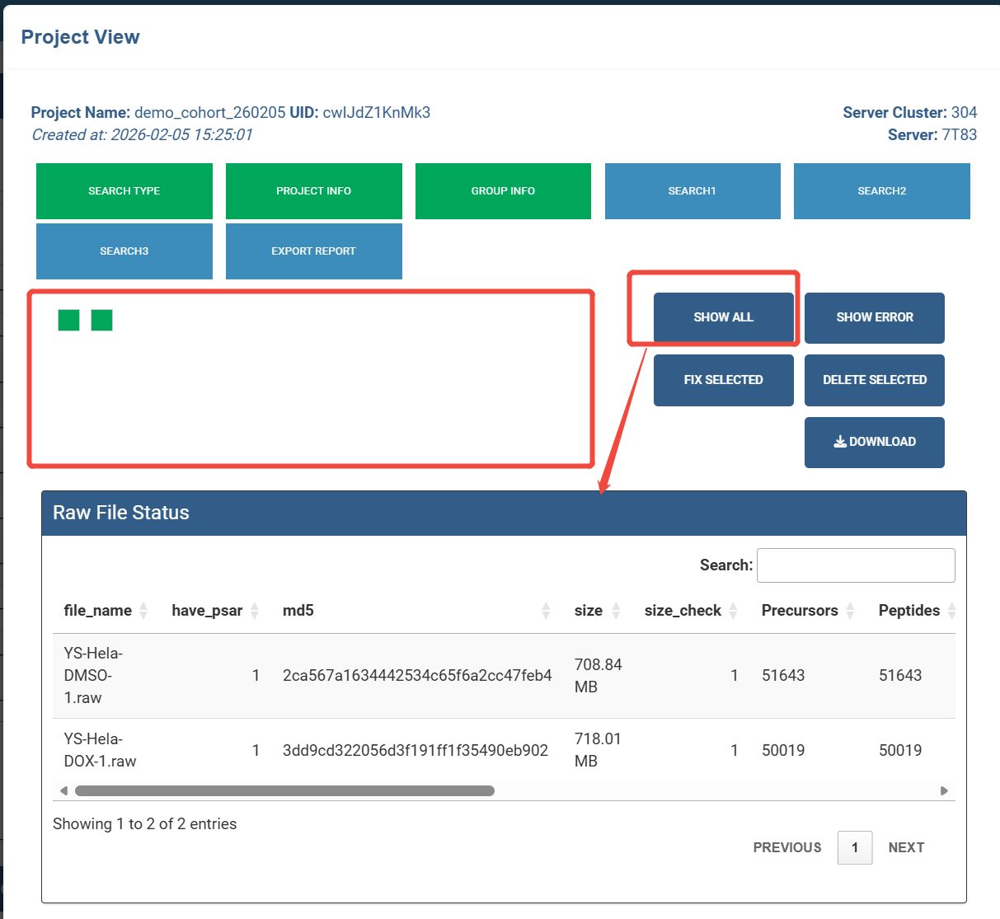 Project View
Project Name: demo_cohort_260205 UID: cwIJdZ1KnMk3
Server Cluster: 304
Created at: 2026-02-05 15:25:01
Server: 7T83
SEARCH TYPE
PROJECT INFO
GROUP INFO
SEARCH1
SEARCH2
SEARCH3
EXPORT REPORT
SHOW ALL
SHOW ERROR
FIX SELECTED
DELETE SELECTED
DOWNLOAD
Raw File Status
Search:
file_name have_psar md5 size size_check Precursors Peptides
YS-Hela-
DMSO-
1.raw
1 2ca567a1634442534c65f6a2cc47feb4
708.84
MB
1 51643 51643
YS-Hela-
DOX-1.raw
1 3dd9cd322056d3f191ff1f35490eb902
718.01
MB
1 50019 50019
Showing 1 to 2 of 2 entries
PREVIOUS 1 NEXT